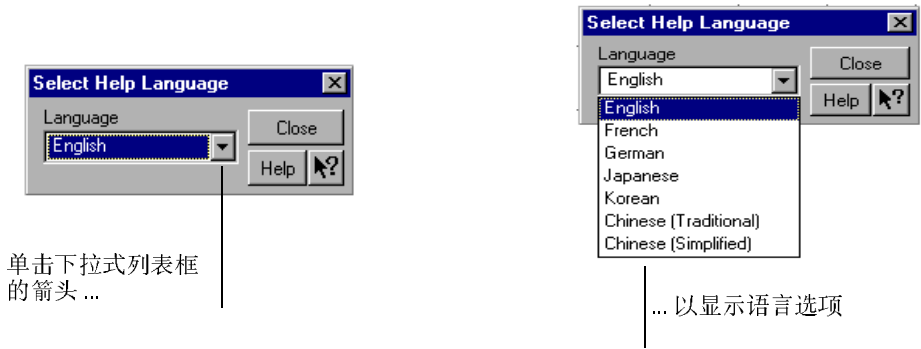 Select Help Language
Language
English
Close
Help
单击下拉式列表框
的箭头 ...
Select Help Language
Language
English
Close
Help
English
French
German
Japanese
Korean
Chinese (Traditional)
Chinese (Simplified)
... 以显示语言选项